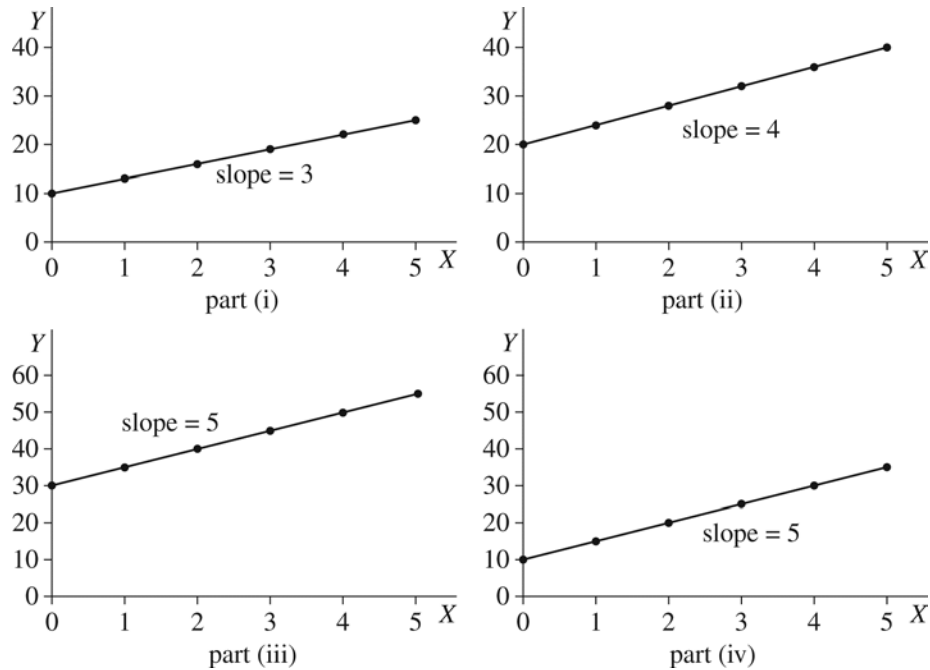 Y
40
30
20
10
0
0 1 2 3 4 5 X
slope = 3
part (i)
Y
40
30
20
10
0
0 1 2 3 4 5 X
slope = 4
part (ii)
Y
60
50
40
30
20
10
0
0 1 2 3 4 5 X
slope = 5
part (iii)
Y
60
50
40
30
20
10
0
0 1 2 3 4 5 X
slope = 5
part (iv)